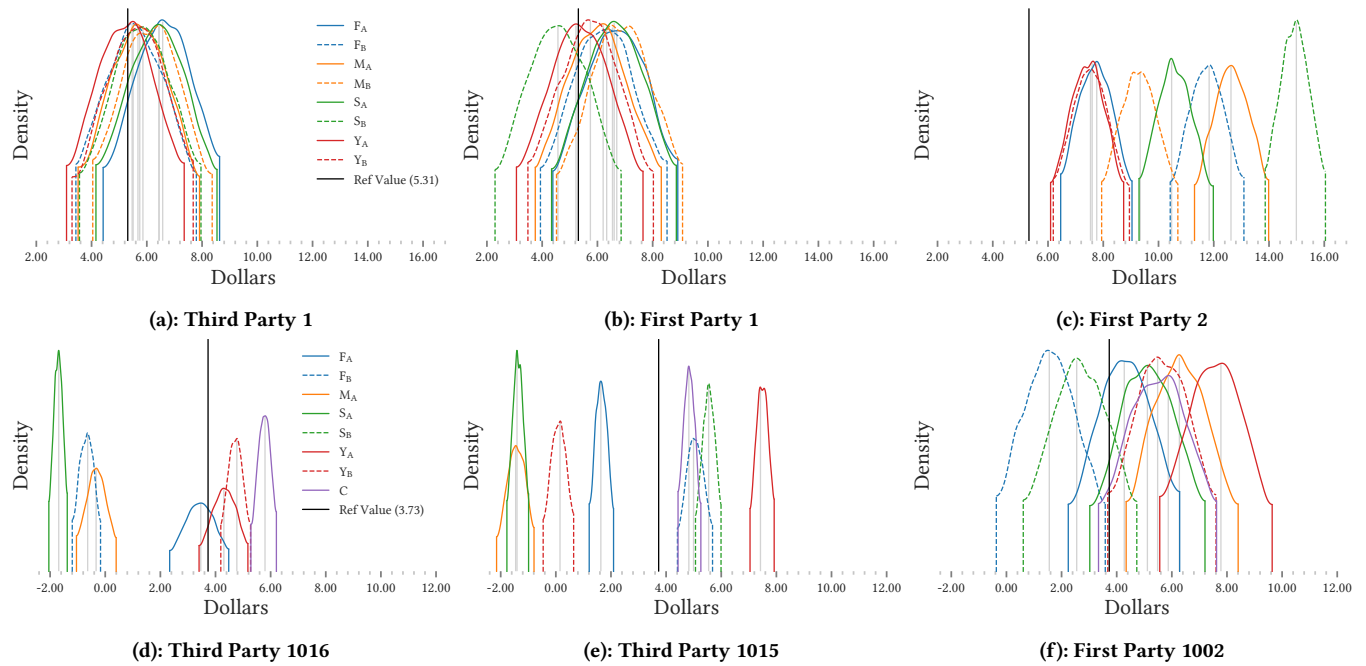 Density
F_A
F_B
M_A
M_B
S_A
S_B
Y_A
Y_B
Ref Value (5.31)
2.00 4.00 6.00 8.00 10.00 12.00 14.00 16.00
Dollars
(a): Third Party 1
Density
2.00 4.00 6.00 8.00 10.00 12.00 14.00 16.00
Dollars
(b): First Party 1
Density
2.00 4.00 6.00 8.00 10.00 12.00 14.00 16.00
Dollars
(c): First Party 2
Density
F_A
F_B
M_A
S_A
S_B
Y_A
Y_B
C
Ref Value (3.73)
-2.00 0.00 2.00 4.00 6.00 8.00 10.00 12.00
Dollars
(d): Third Party 1016
Density
-2.00 0.00 2.00 4.00 6.00 8.00 10.00 12.00
Dollars
(e): Third Party 1015
Density
-2.00 0.00 2.00 4.00 6.00 8.00 10.00 12.00
Dollars
(f): First Party 1002